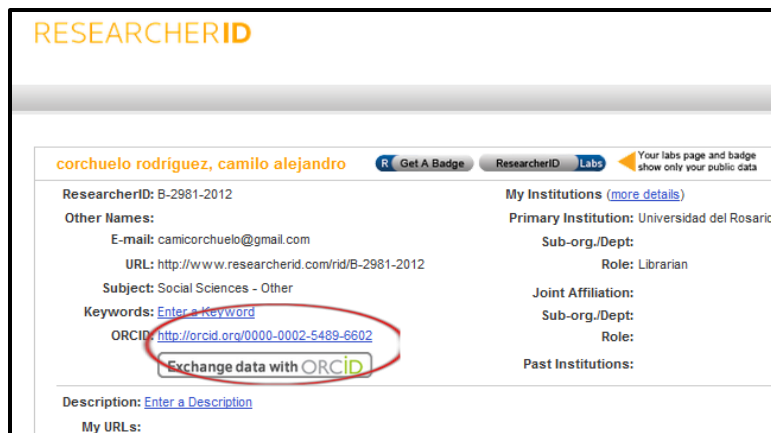 RESEARCHERID
corchuelo rodríguez, camilo alejandro
R Get A Badge
ResearcherID Labs
Your labs page and badge
show only your public data
ResearcherID: B-2981-2012
Other Names:
E-mail: camicorchuelo@gmail.com
URL: http://www.researcherid.com/rid/B-2981-2012
Subject: Social Sciences - Other
Keywords: Enter a Keyword
ORCID: http://orcid.org/0000-0002-5489-6602
Exchange data with ORCID
My Institutions (more details)
Primary Institution: Universidad del Rosario
Sub-org./Dept:
Role: Librarian
Joint Affiliation:
Sub-org./Dept:
Role:
Past Institutions:
Description: Enter a Description
My URLs: